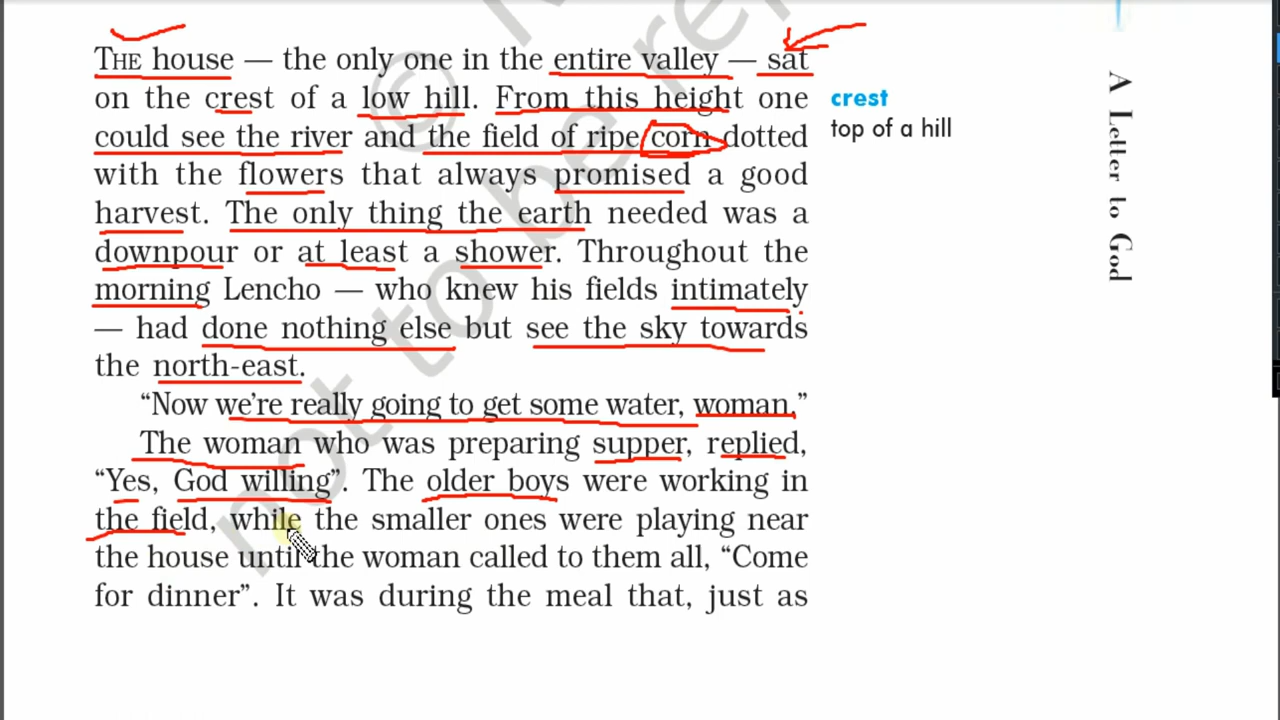 THE house — the only one in the entire valley — sat
on the crest of a low hill. From this height one
could see the river and the field of ripe corn dotted
with the flowers that always promised a good
harvest. The only thing the earth needed was a
downpour or at least a shower. Throughout the
morning Lencho — who knew his fields intimately
— had done nothing else but see the sky towards
the north-east.
“Now we’re really going to get some water, woman.”
The woman who was preparing supper, replied,
“Yes, God willing”. The older boys were working in
the field, while the smaller ones were playing near
the house until the woman called to them all, “Come
for dinner”. It was during the meal that, just as
crest
top of a hill
A Letter to God
© N
not to be re